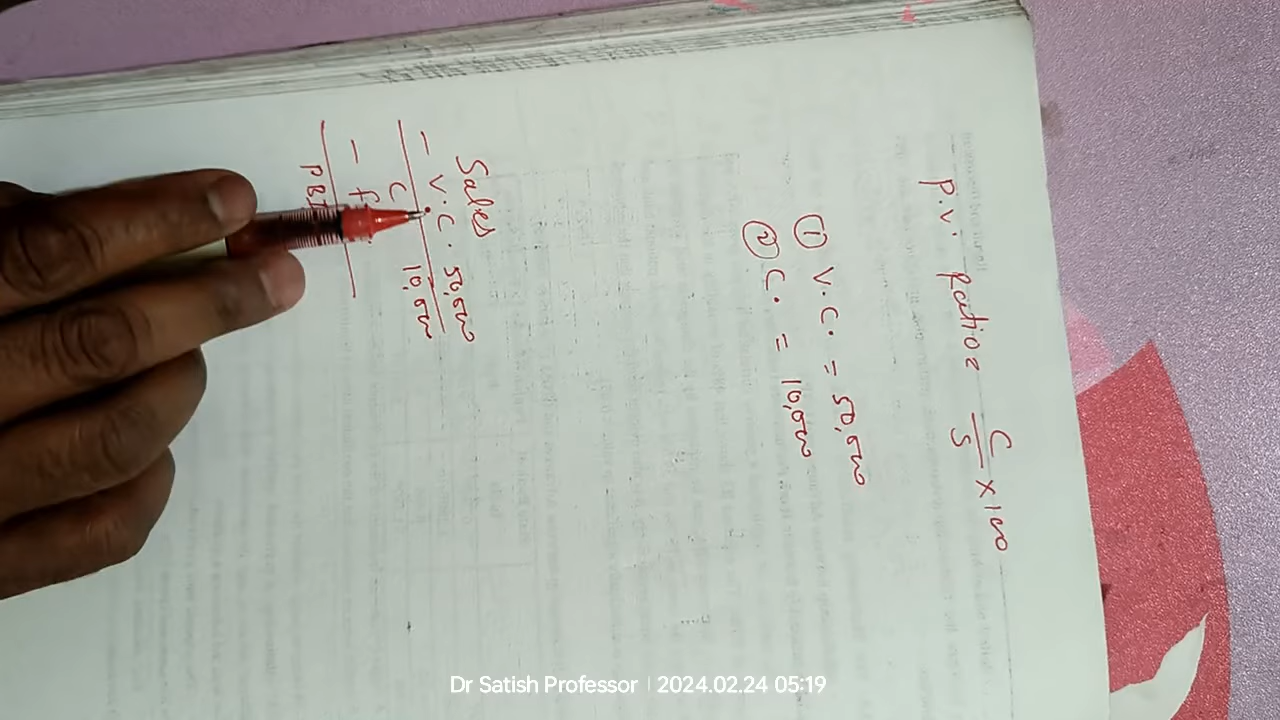 P.V. Ratio = C/S × 100
① V.C. = 50,000
② C. = 10,000
Sales
- V.C. 50,000
C 10,000
- f
PBT
Dr Satish Professor | 2024.02.24 05:19